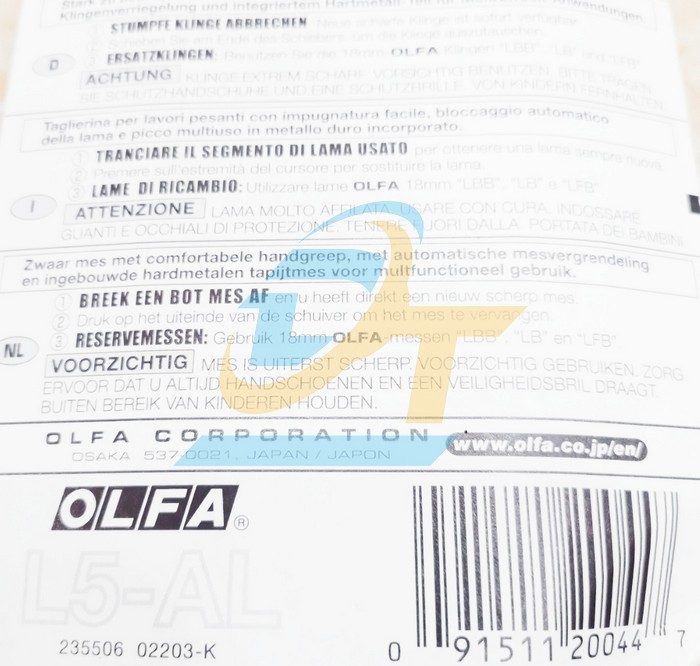 Klingenverriegelung und integriertem Hartmetall
STUMPFE KLINGE ABBRECHEN
ERSATZKLINGEN: Benutzen Sie der 18mm OLFA Klingen "LBB", "LB" und "LFB"
D
ACHTUNG KLINGE EXTREM SCHARF. VORSICHTIG BENUTZEN. BITTE TRAGEN
SIE SCHUTZHANDSCHUHE UND EINE SCHUTZBRILLE. VON KINDERN FERNHALTEN.
Taglierina per lavori pesanti con impugnatura facile, bloccaggio automatico
della lama e picco multiuso in metallo duro incorporato.
1 TRANCIARE IL SEGMENTO DI LAMA USATO per ottenere una lama sempre nuova.
Premere sull'estremità del cursore per sostituire la lama.
LAME DI RICAMBIO: Utilizzare lame OLFA 18mm "LBB", "LB" e "LFB"
I
ATTENZIONE LAMA MOLTO AFFILATA. USARE CON CURA. INDOSSARE
GUANTI E OCCHIALI DI PROTEZIONE. TENERE FUORI DALLA PORTATA DEI BAMBINI.
Zwaar mes met comfortabele handgreep, met automatische mesvergrendeling
en ingebouwde hardmetalen tapijtmes voor multfunctioneel gebruik.
1 BREEK EEN BOT MES AF en u heeft direkt een nieuw scherp mes.
2 Druk op het uiteinde van de schuiver om het mes te vervangen.
3 RESERVEMESSEN: Gebruik 18mm OLFA messen "LBB", "LB" en "LFB"
NL
VOORZICHTIG MES IS UITERST SCHERP. VOORZICHTIG GEBRUIKEN. ZORG
ERVOOR DAT U ALTIJD HANDSCHOENEN EN EEN VEILIGHEIDSBRIL DRAAGT.
BUITEN BEREIK VAN KINDEREN HOUDEN.
OLFA CORPORATION
OSAKA 537-0021, JAPAN / JAPON
www.olfa.co.jp/en/
DT
OLFA®
L5-AL
235506 02203-K
0 91511 20044 7